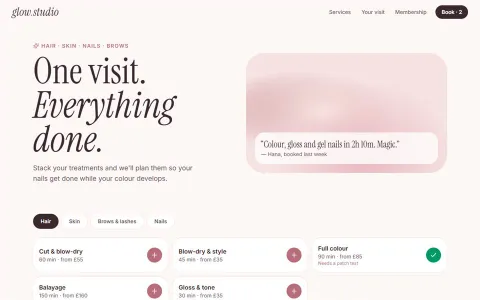 glow.studio
Services
Your visit
Membership
Book · 2
HAIR · SKIN · NAILS · BROWS
One visit.
Everything
done.
Stack your treatments and we'll plan them so your
nails get done while your colour develops.
"Colour, gloss and gel nails in 2h 10m. Magic."
— Hana, booked last week
Hair
Skin
Brows & lashes
Nails
Cut & blow-dry
60 min · from £55
Blow-dry & style
45 min · from £35
Full colour
90 min · from £85
Needs a patch test
Balayage
150 min · from £160
Gloss & tone
30 min · from £35